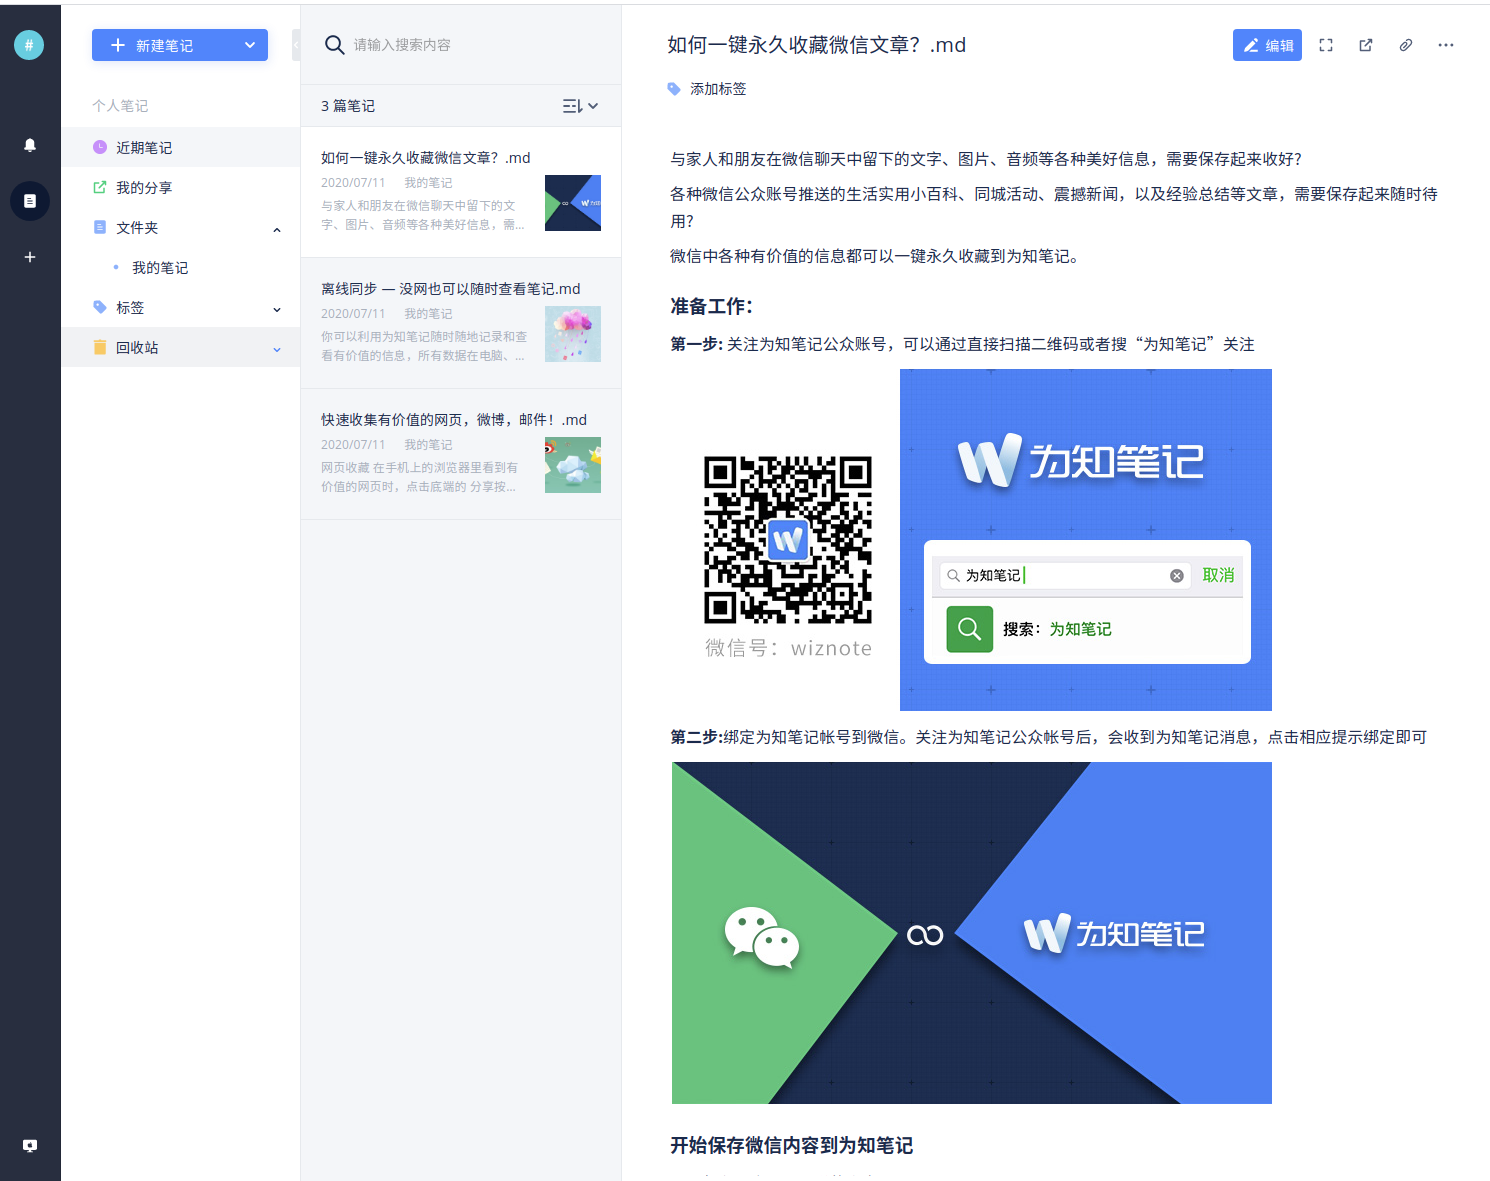 #
新建笔记
个人笔记
近期笔记
我的分享
文件夹
我的笔记
标签
回收站
请输入搜索内容
3 篇笔记
如何一键永久收藏微信文章？.md
2020/07/11 我的笔记
与家人和朋友在微信聊天中留下的文
字、图片、音频等各种美好信息，需...
离线同步 — 没网也可以随时查看笔记.md
2020/07/11 我的笔记
你可以利用为知笔记随时随地记录和查
看有价值的信息，所有数据在电脑、...
快速收集有价值的网页，微博，邮件！.md
2020/07/11 我的笔记
网页收藏 在手机上的浏览器里看到有
价值的网页时，点击底端的 分享按...
如何一键永久收藏微信文章？.md
编辑
添加标签
与家人和朋友在微信聊天中留下的文字、图片、音频等各种美好信息，需要保存起来收好?
各种微信公众账号推送的生活实用小百科、同城活动、震撼新闻，以及经验总结等文章，需要保存起来随时待
用?
微信中各种有价值的信息都可以一键永久收藏到为知笔记。
准备工作：
第一步: 关注为知笔记公众账号，可以通过直接扫描二维码或者搜“为知笔记”关注
微信号：wiznote
为知笔记
为知笔记
取消
搜索：为知笔记
第二步:绑定为知笔记帐号到微信。关注为知笔记公众帐号后，会收到为知笔记消息，点击相应提示绑定即可
为知笔记
开始保存微信内容到为知笔记